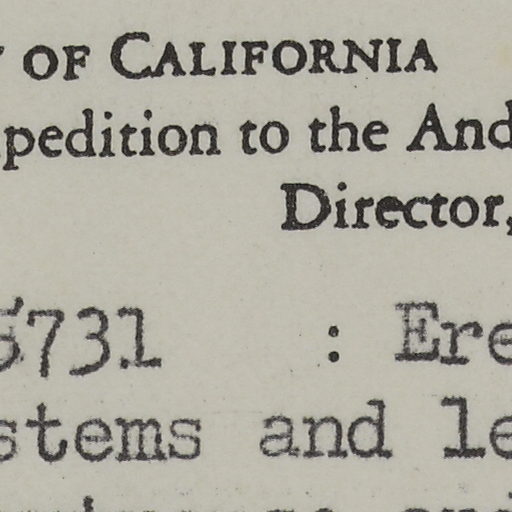 OF CALIFORNIA
pedition to the And
Director,
5731 : Ere
stems and le